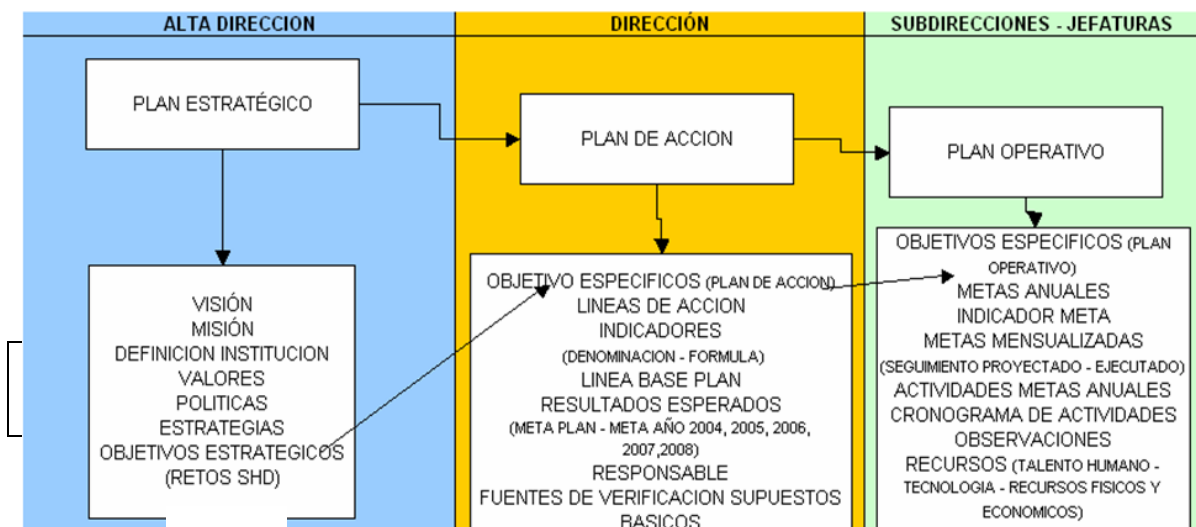 ALTA DIRECCION
PLAN ESTRATÉGICO
VISIÓN
MISIÓN
DEFINICION INSTITUCION
VALORES
POLITICAS
ESTRATEGIAS
OBJETIVOS ESTRATEGICOS
(RETOS SHD)
DIRECCIÓN
PLAN DE ACCION
OBJETIVO ESPECIFICOS (PLAN DE ACCION)
LINEAS DE ACCION
INDICADORES
(DENOMINACION - FORMULA)
LINEA BASE PLAN
RESULTADOS ESPERADOS
(META PLAN - META AÑO 2004, 2005, 2006,
2007,2008)
RESPONSABLE
FUENTES DE VERIFICACION SUPUESTOS
BASICOS
SUBDIRECCIONES - JEFATURAS
PLAN OPERATIVO
OBJETIVOS ESPECIFICOS (PLAN
OPERATIVO)
METAS ANUALES
INDICADOR META
METAS MENSUALIZADAS
(SEGUIMIENTO PROYECTADO - EJECUTADO)
ACTIVIDADES METAS ANUALES
CRONOGRAMA DE ACTIVIDADES
OBSERVACIONES
RECURSOS (TALENTO HUMANO -
TECNOLOGIA - RECURSOS FISICOS Y
ECONOMICOS)